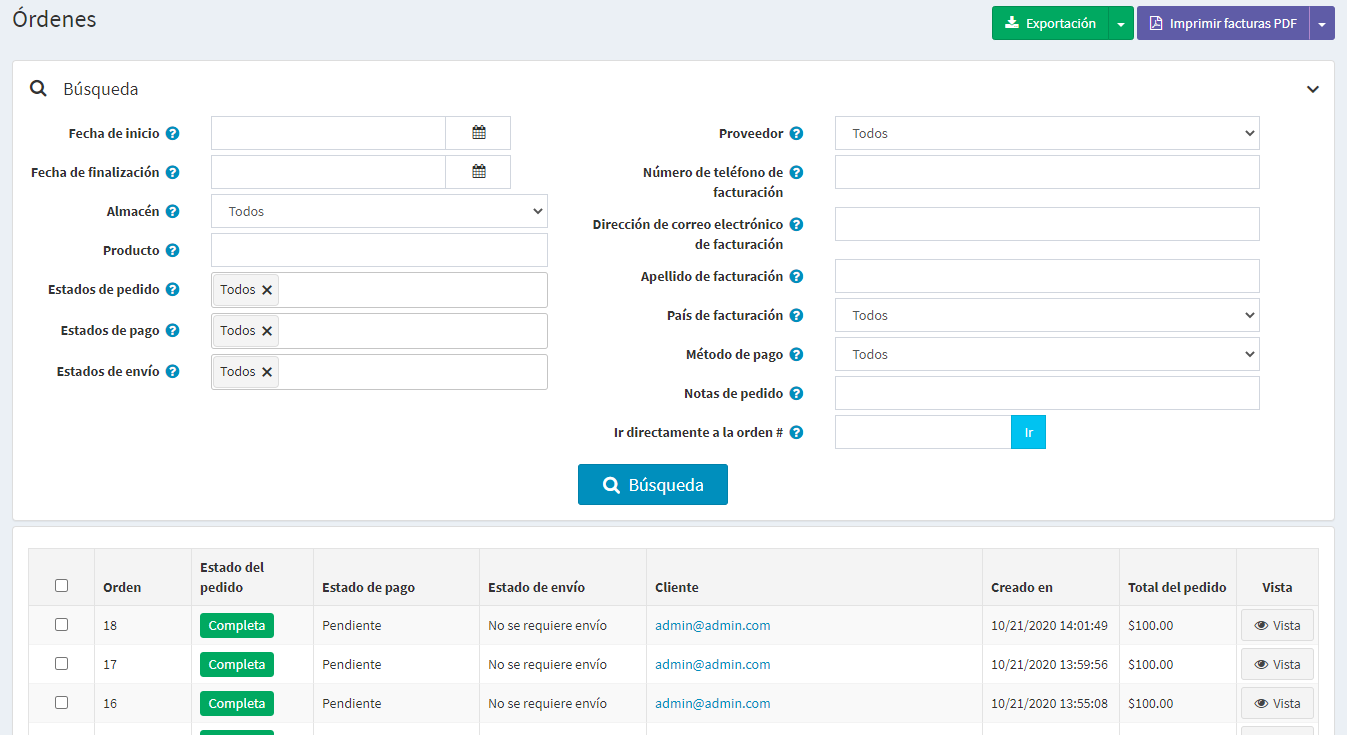 Órdenes
Exportación
Imprimir facturas PDF
Búsqueda
Fecha de inicio
Fecha de finalización
Almacén Todos
Producto
Estados de pedido Todos
Estados de pago Todos
Estados de envío Todos
Proveedor Todos
Número de teléfono de
facturación
Dirección de correo electrónico
de facturación
Apellido de facturación
País de facturación Todos
Método de pago Todos
Notas de pedido
Ir directamente a la orden # Ir
Búsqueda
Orden Estado del pedido Estado de pago Estado de envío Cliente Creado en Total del pedido Vista
18 Completa Pendiente No se requiere envío admin@admin.com 10/21/2020 14:01:49 $100.00 Vista
17 Completa Pendiente No se requiere envío admin@admin.com 10/21/2020 13:59:56 $100.00 Vista
16 Completa Pendiente No se requiere envío admin@admin.com 10/21/2020 13:55:08 $100.00 Vista